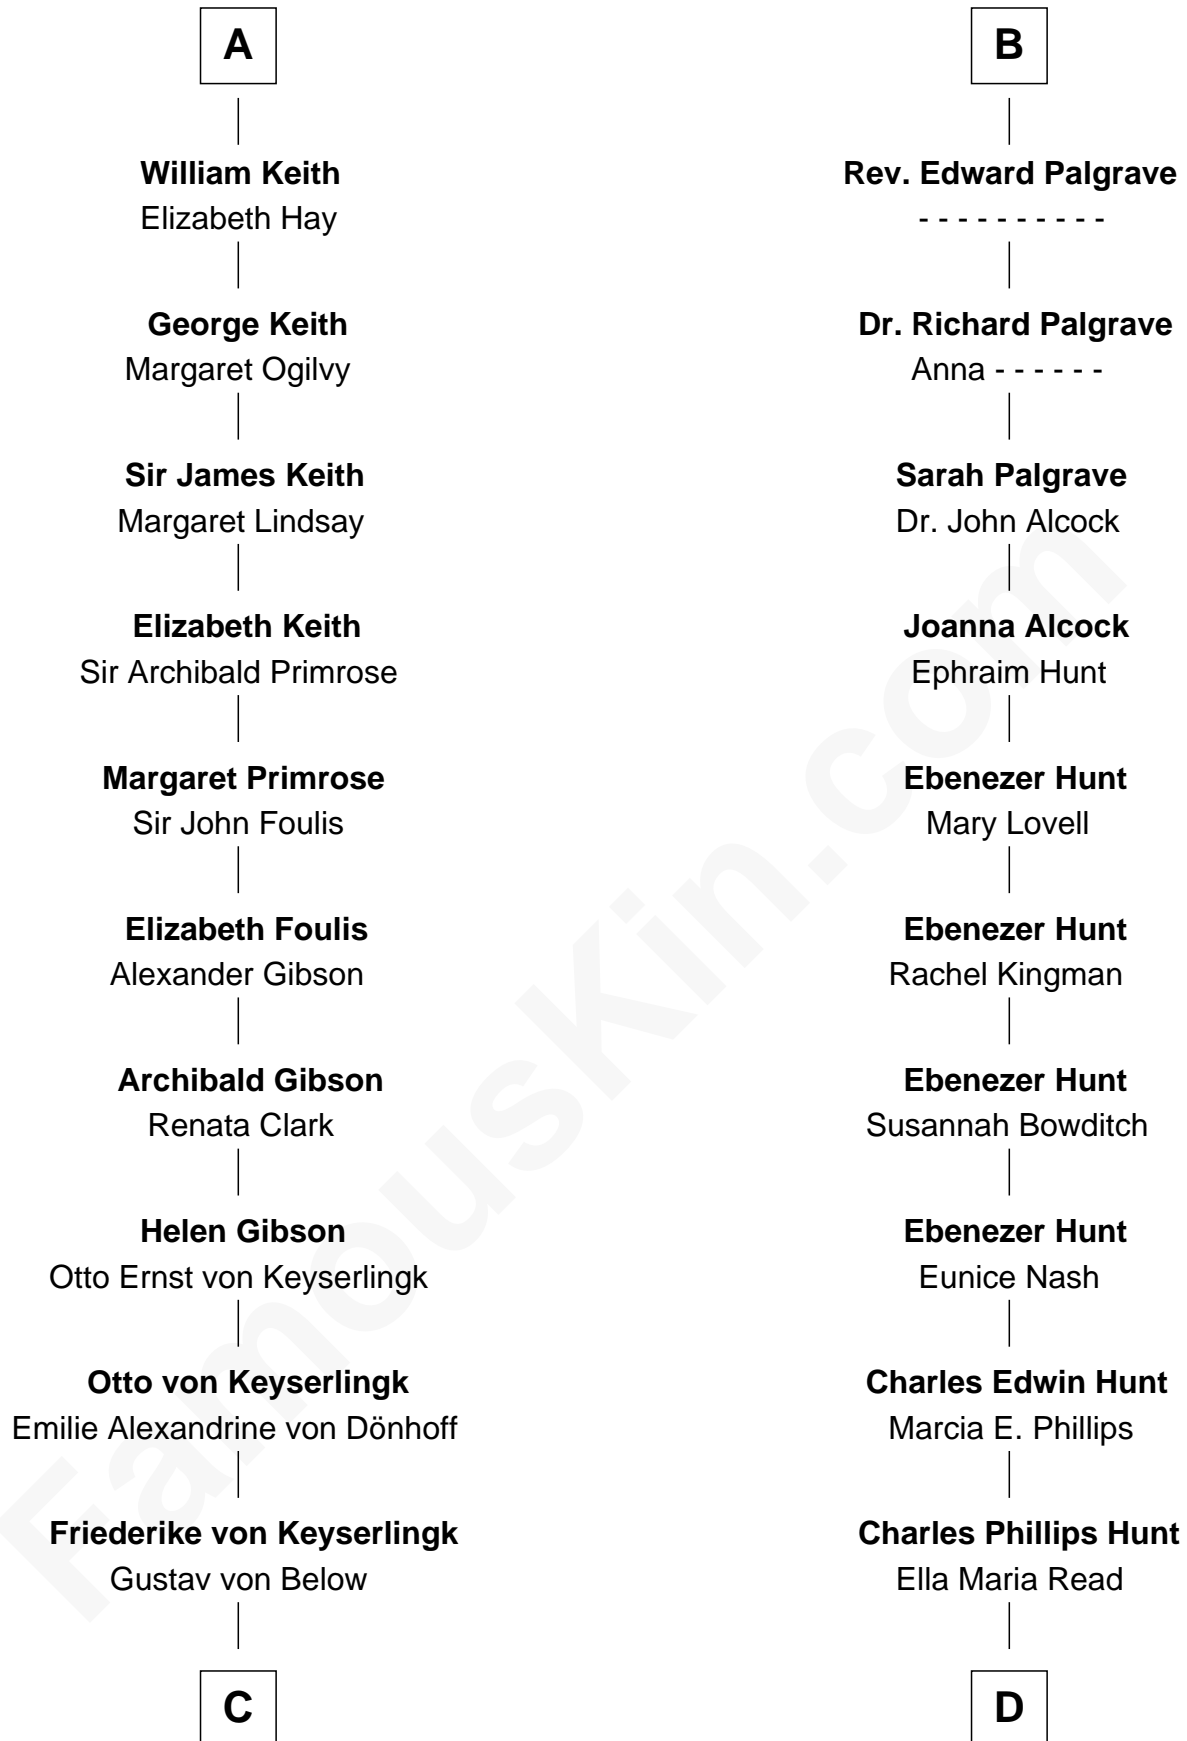 A
William Keith
Elizabeth Hay
George Keith
Margaret Ogilvy
Sir James Keith
Margaret Lindsay
Elizabeth Keith
Sir Archibald Primrose
Margaret Primrose
Sir John Foulis
Elizabeth Foulis
Alexander Gibson
Archibald Gibson
Renata Clark
Helen Gibson
Otto Ernst von Keyserlingk
Otto von Keyserlingk
Emilie Alexandrine von Dönhoff
Friederike von Keyserlingk
Gustav von Below
C
B
Rev. Edward Palgrave
- - - - - - - - - -
Dr. Richard Palgrave
Anna - - - - - -
Sarah Palgrave
Dr. John Alcock
Joanna Alcock
Ephraim Hunt
Ebenezer Hunt
Mary Lovell
Ebenezer Hunt
Rachel Kingman
Ebenezer Hunt
Susannah Bowditch
Ebenezer Hunt
Eunice Nash
Charles Edwin Hunt
Marcia E. Phillips
Charles Phillips Hunt
Ella Maria Read
D
FamousKin.com